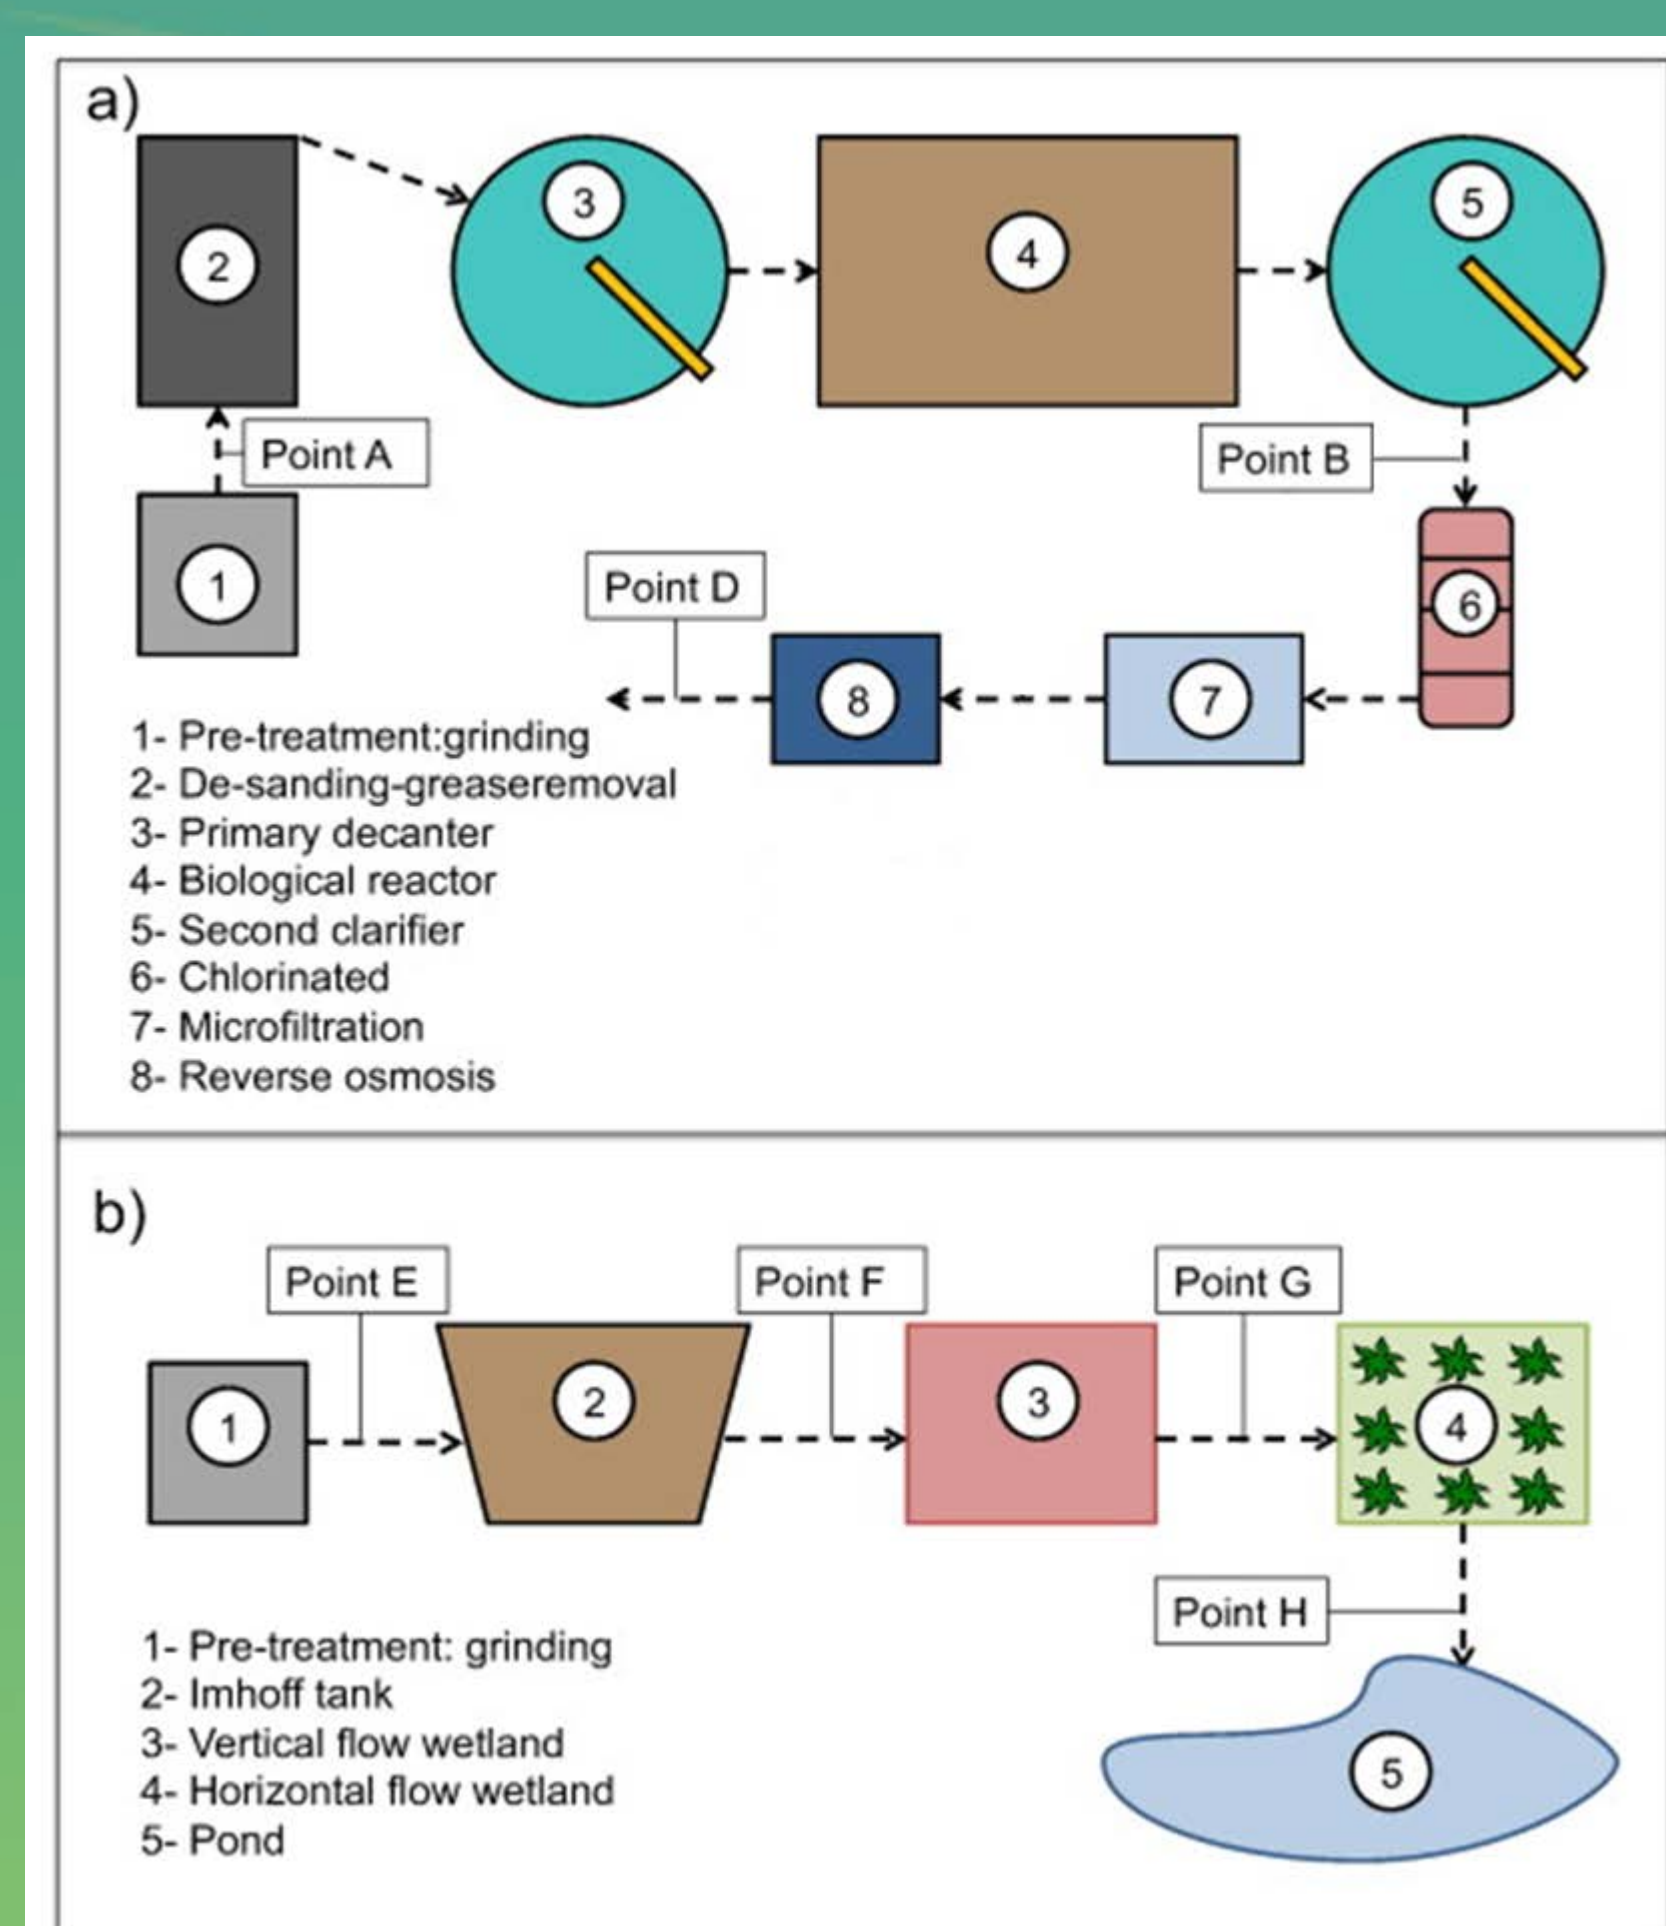 a)
2
3
4
5
Point A
Point B
1
Point D
6
8
7
1- Pre-treatment:grinding
2- De-sanding-greaseremoval
3- Primary decanter
4- Biological reactor
5- Second clarifier
6- Chlorinated
7- Microfiltration
8- Reverse osmosis
b)
Point E
Point F
Point G
1
2
3
4
Point H
5
1- Pre-treatment: grinding
2- Imhoff tank
3- Vertical flow wetland
4- Horizontal flow wetland
5- Pond